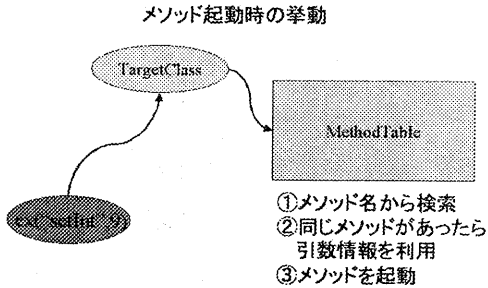 メソッド起動時の挙動
TargetClass
MethodTable
"setInt"
①メソッド名から検索
②同じメソッドがあったら
引数情報を利用
③メソッドを起動